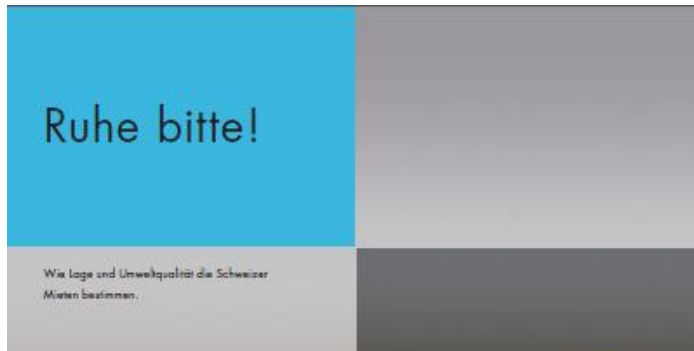 Ruhe bitte!
Wie Lage und Umweltqualität die Schweizer
Mieten bestimmen.